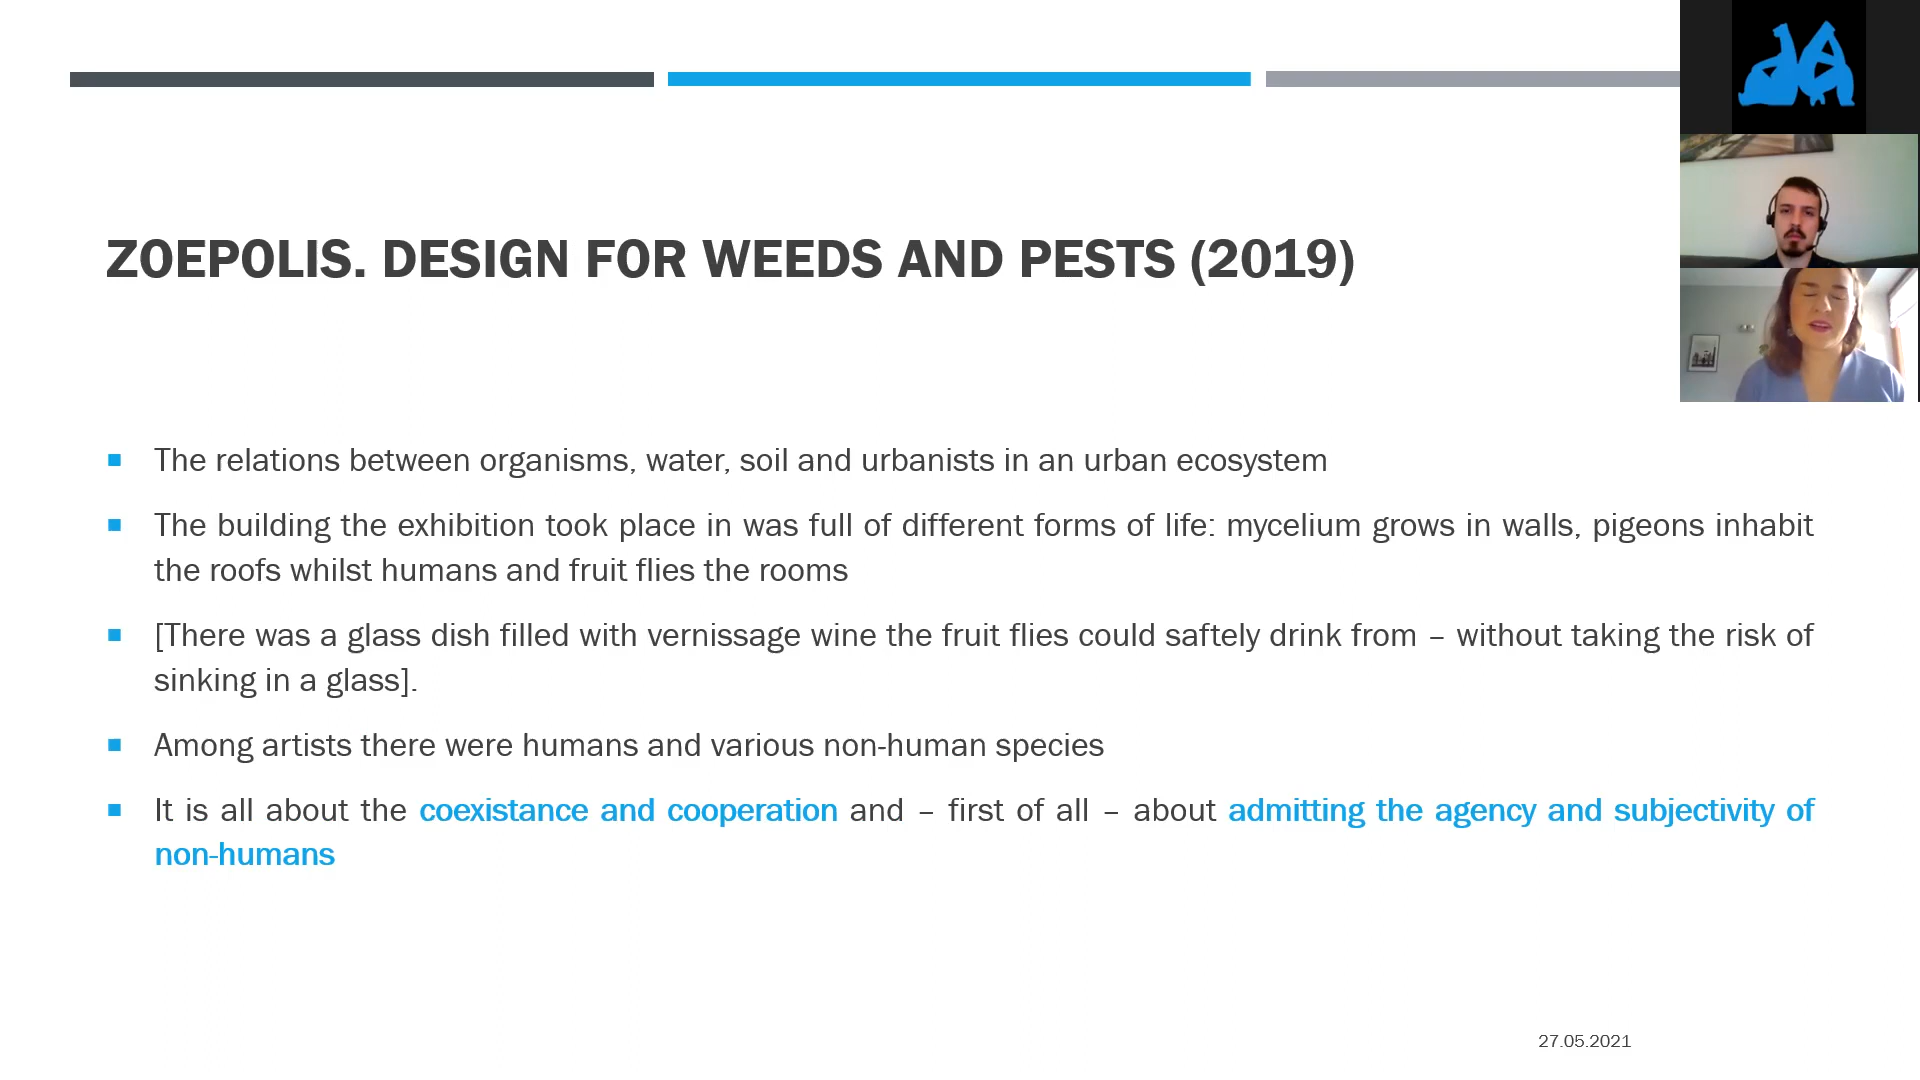 ZOEPOLIS. DESIGN FOR WEEDS AND PESTS (2019)
The relations between organisms, water, soil and urbanists in an urban ecosystem
The building the exhibition took place in was full of different forms of life: mycelium grows in walls, pigeons inhabit
the roofs whilst humans and fruit flies the rooms
[There was a glass dish filled with vernissage wine the fruit flies could saftely drink from – without taking the risk of
sinking in a glass].
Among artists there were humans and various non-human species
It is all about the coexistance and cooperation and – first of all – about admitting the agency and subjectivity of
non-humans
27.05.2021